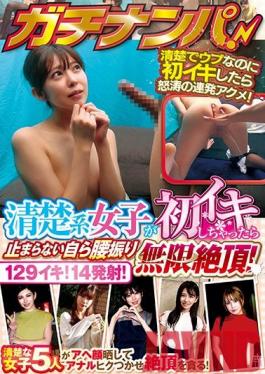 ガチナンパ!
清楚でウブなのに
初イキしたら
怒涛の連発アクメ!
清楚系女子が初イキしちゃったら
止まらない自ら腰振り無限絶頂!
129イキ!14発射!
清楚な女子5人がアヘ顔晒して
アナルヒクつかせ絶頂を貪る!